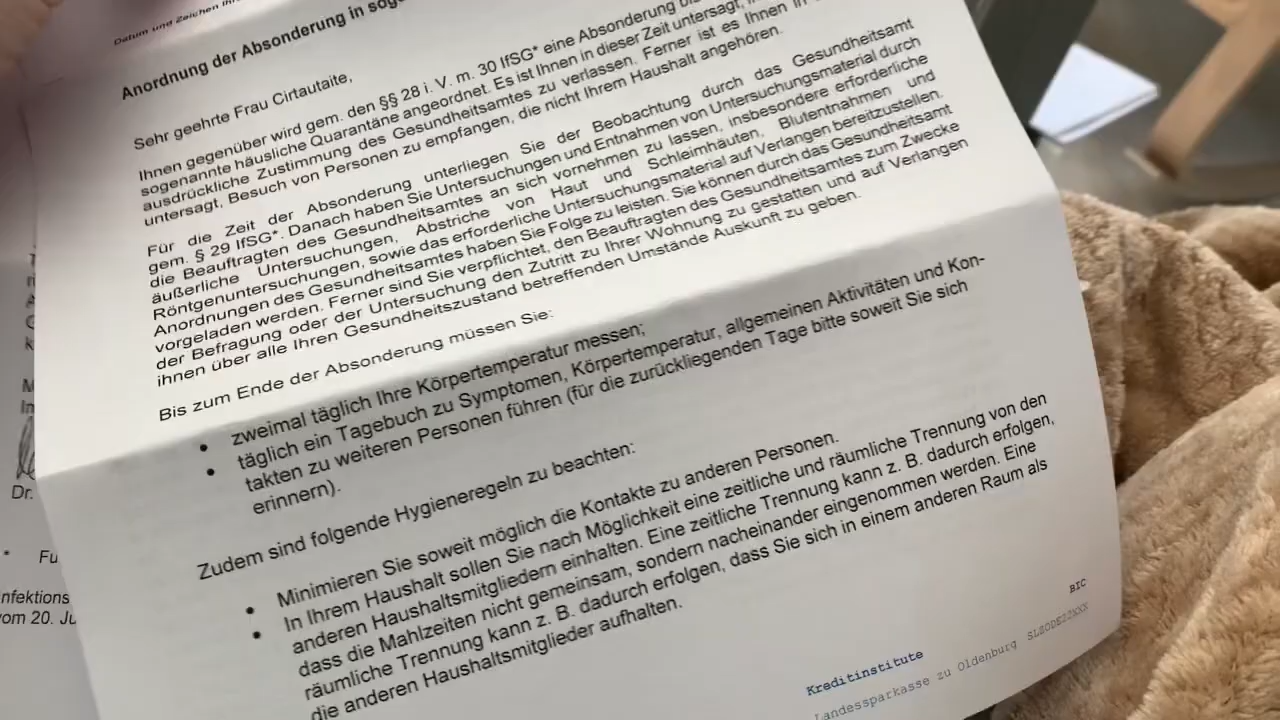 Datum und Zeichen Ihr
Anordnung der Absonderung in sog
Sehr geehrte Frau Cirtautaite,
Ihnen gegenüber wird gem. den §§ 28 i. V. m. 30 IfSG* eine Absonderung
sogenannte häusliche Quarantäne angeordnet. Es ist Ihnen in dieser Zeit untersagt,
ausdrückliche Zustimmung des Gesundheitsamtes zu verlassen. Ferner ist es Ihnen in
untersagt, Besuch von Personen zu empfangen, die nicht Ihrem Haushalt angehören.
Für die Zeit der Absonderung unterliegen Sie der Beobachtung durch das Gesundheitsamt
gem. § 29 IfSG*. Danach haben Sie Untersuchungen und Entnahmen von Untersuchungsmaterial durch
die Beauftragten des Gesundheitsamtes an sich vornehmen zu lassen, insbesondere erforderliche
äußerliche Untersuchungen, Abstriche von Haut und Schleimhäuten, Blutentnahmen und
Röntgenuntersuchungen, sowie das erforderliche Untersuchungsmaterial auf Verlangen bereitzustellen.
Anordnungen des Gesundheitsamtes haben Sie Folge zu leisten. Sie können durch das Gesundheitsamt
vorgeladen werden. Ferner sind Sie verpflichtet, den Beauftragten des Gesundheitsamtes zum Zwecke
der Befragung oder der Untersuchung den Zutritt zu Ihrer Wohnung zu gestatten und auf Verlangen
ihnen über alle Ihren Gesundheitszustand betreffenden Umstände Auskunft zu geben.
Bis zum Ende der Absonderung müssen Sie:
• zweimal täglich Ihre Körpertemperatur messen;
• täglich ein Tagebuch zu Symptomen, Körpertemperatur, allgemeinen Aktivitäten und Kon-
takten zu weiteren Personen führen (für die zurückliegenden Tage bitte soweit Sie sich
erinnern).
Zudem sind folgende Hygieneregeln zu beachten:
• Minimieren Sie soweit möglich die Kontakte zu anderen Personen.
• In Ihrem Haushalt sollen Sie nach Möglichkeit eine zeitliche und räumliche Trennung von den
anderen Haushaltsmitgliedern einhalten. Eine zeitliche Trennung kann z. B. dadurch erfolgen,
dass die Mahlzeiten nicht gemeinsam, sondern nacheinander eingenommen werden. Eine
räumliche Trennung kann z. B. dadurch erfolgen, dass Sie sich in einem anderen Raum als
die anderen Haushaltsmitglieder aufhalten.
Kreditinstitute
BIC
Landessparkasse zu Oldenburg SLZODE22XXX
Dr.
* Fu
nfektions
vom 20. Ju